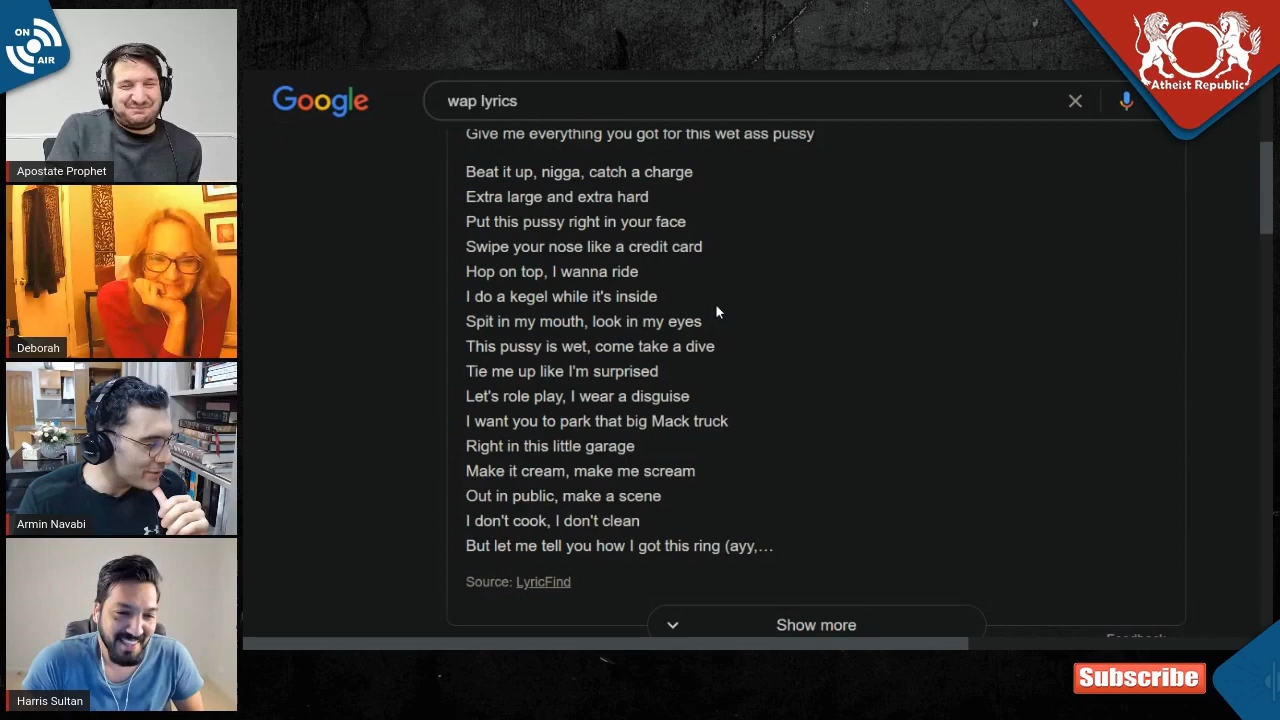 ON
AIR
Apostate Prophet
Deborah
Armin Navabi
Harris Sultan
Google
wap lyrics
Give me everything you got for this wet ass pussy
Beat it up, nigga, catch a charge
Extra large and extra hard
Put this pussy right in your face
Swipe your nose like a credit card
Hop on top, I wanna ride
I do a kegel while it's inside
Spit in my mouth, look in my eyes
This pussy is wet, come take a dive
Tie me up like I'm surprised
Let's role play, I wear a disguise
I want you to park that big Mack truck
Right in this little garage
Make it cream, make me scream
Out in public, make a scene
I don't cook, I don't clean
But let me tell you how I got this ring (ayy,…
Source: LyricFind
Show more
Feedback
Atheist Republic
Subscribe